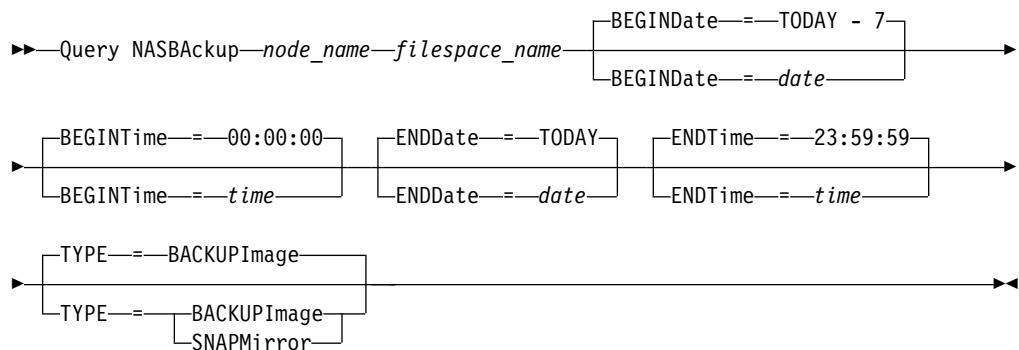 BEGINDate = TODAY - 7
Query NASBAckup node_name filespace_name
BEGINDate = date
BEGINTime = 00:00:00 ENDDate = TODAY ENDTime = 23:59:59
BEGINTime = time ENDDate = date ENDTime = time
TYPE = BACKUPImage
TYPE = BACKUPImage
SNAPMirror